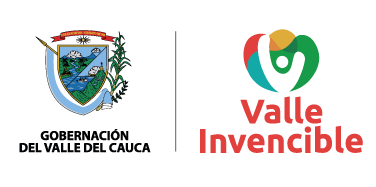 GOBERNACIÓN
DEL VALLE DEL CAUCA
Valle
Invencible